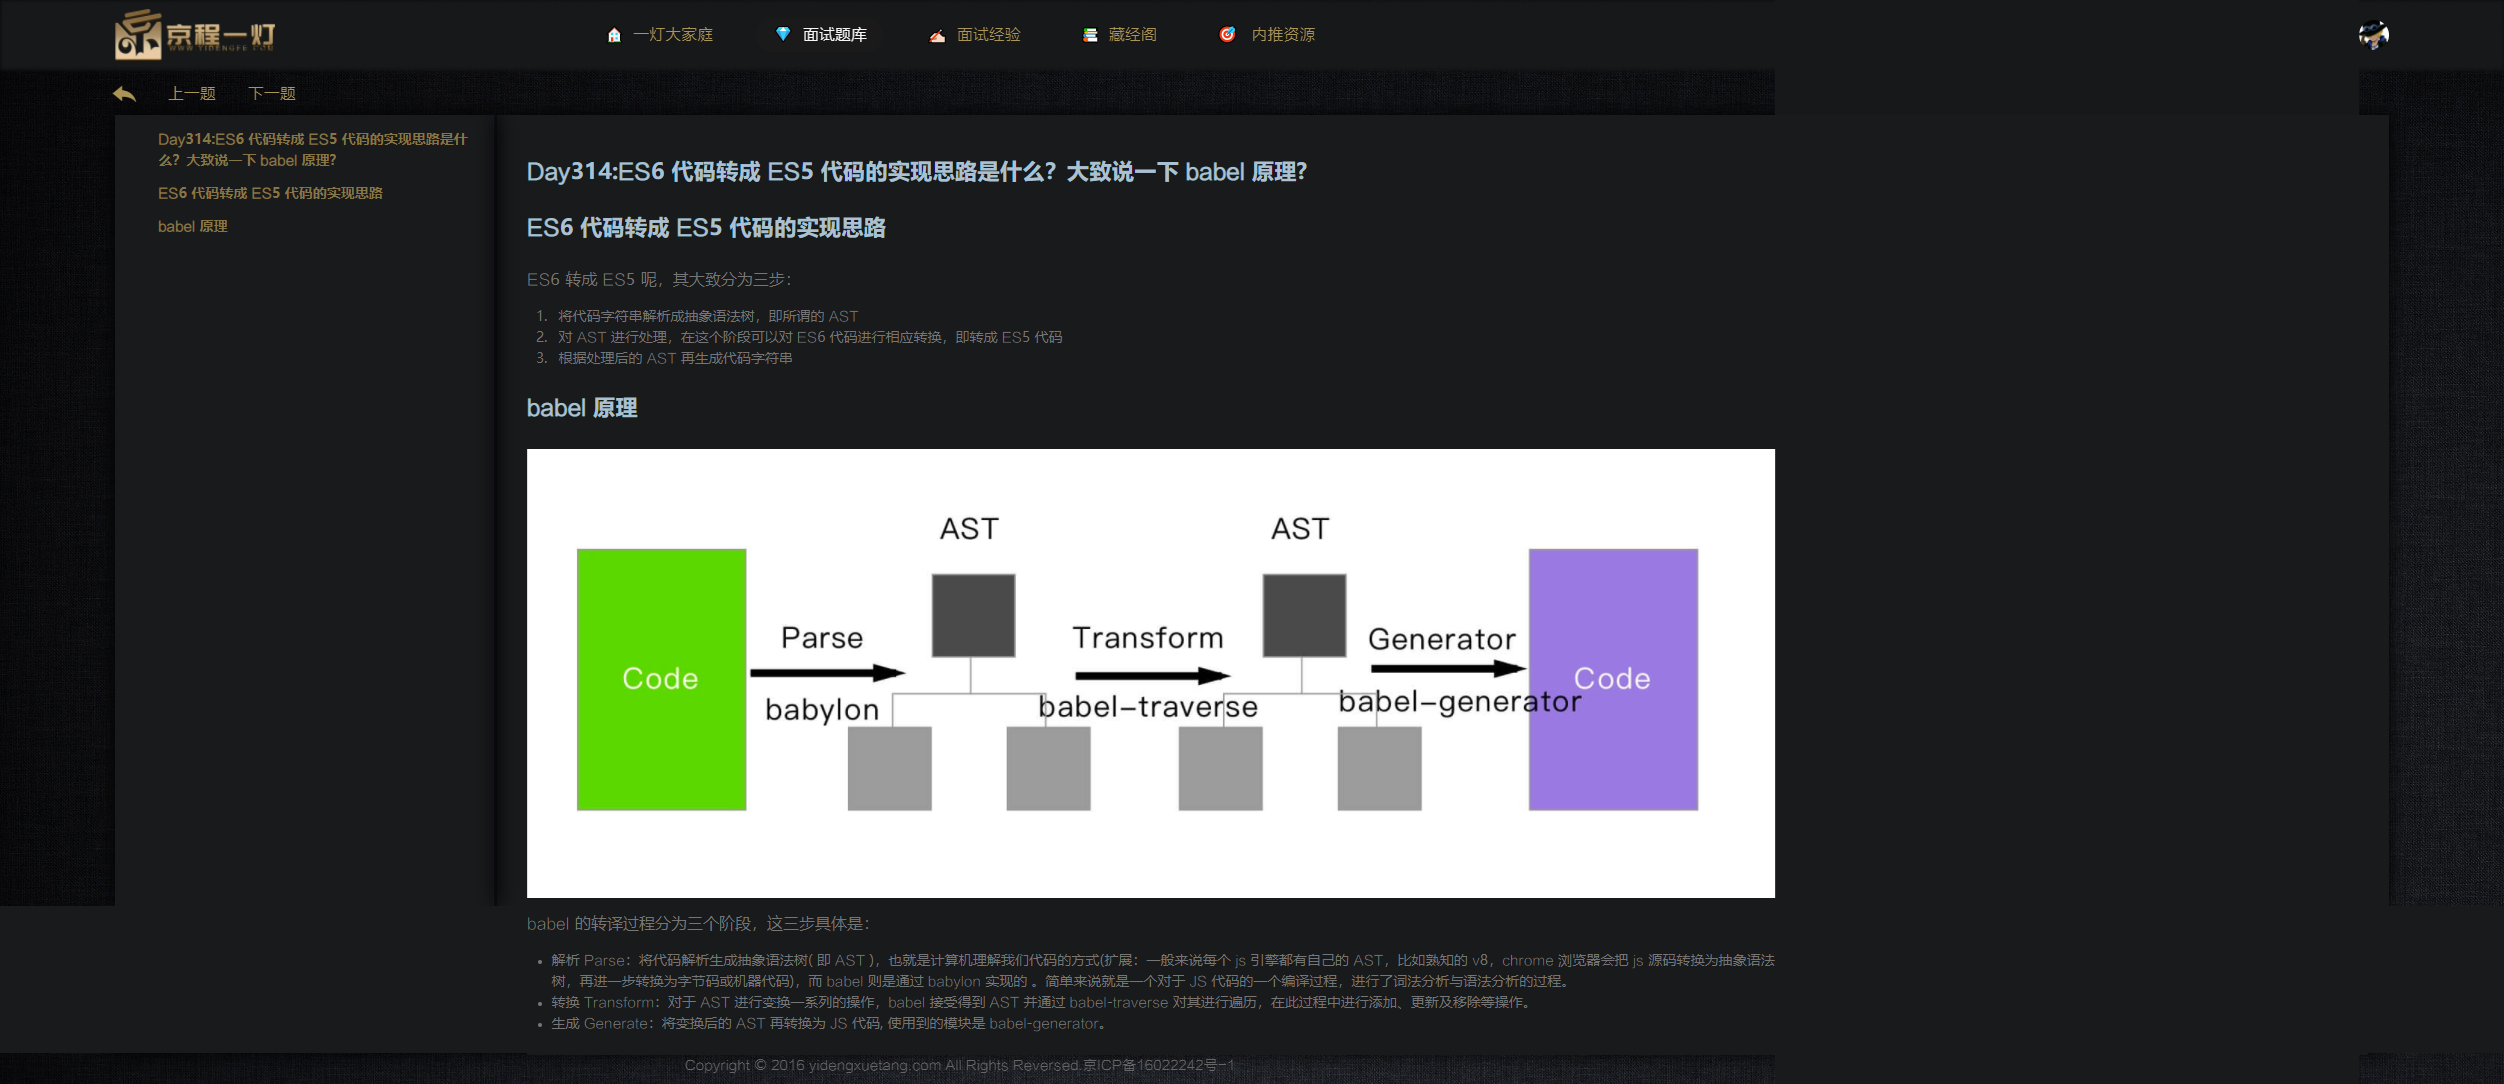 京程一灯
WWW.YIDENGFE.COM
一灯大家庭
面试题库
面试经验
藏经阁
内推资源
上一题
下一题
Day314:ES6 代码转成 ES5 代码的实现思路是什
么？大致说一下 babel 原理?
ES6 代码转成 ES5 代码的实现思路
babel 原理
Day314:ES6 代码转成 ES5 代码的实现思路是什么？大致说一下 babel 原理?
ES6 代码转成 ES5 代码的实现思路
ES6 转成 ES5 呢，其大致分为三步：
1. 将代码字符串解析成抽象语法树，即所谓的 AST
2. 对 AST 进行处理，在这个阶段可以对 ES6 代码进行相应转换，即转成 ES5 代码
3. 根据处理后的 AST 再生成代码字符串
babel 原理
AST
AST
Parse
Transform
Generator
Code
Code
babylon
babel-traverse
babel-generator
babel 的转译过程分为三个阶段，这三步具体是：
• 解析 Parse：将代码解析生成抽象语法树( 即 AST )，也就是计算机理解我们代码的方式(扩展：一般来说每个 js 引擎都有自己的 AST，比如熟知的 v8，chrome 浏览器会把 js 源码转换为抽象语法
树，再进一步转换为字节码或机器代码)，而 babel 则是通过 babylon 实现的 。简单来说就是一个对于 JS 代码的一个编译过程，进行了词法分析与语法分析的过程。
• 转换 Transform：对于 AST 进行变换一系列的操作，babel 接受得到 AST 并通过 babel-traverse 对其进行遍历，在此过程中进行添加、更新及移除等操作。
• 生成 Generate：将变换后的 AST 再转换为 JS 代码, 使用到的模块是 babel-generator。
Copyright © 2016 yidengxuetang.com All Rights Reversed.京ICP备16022242号-1